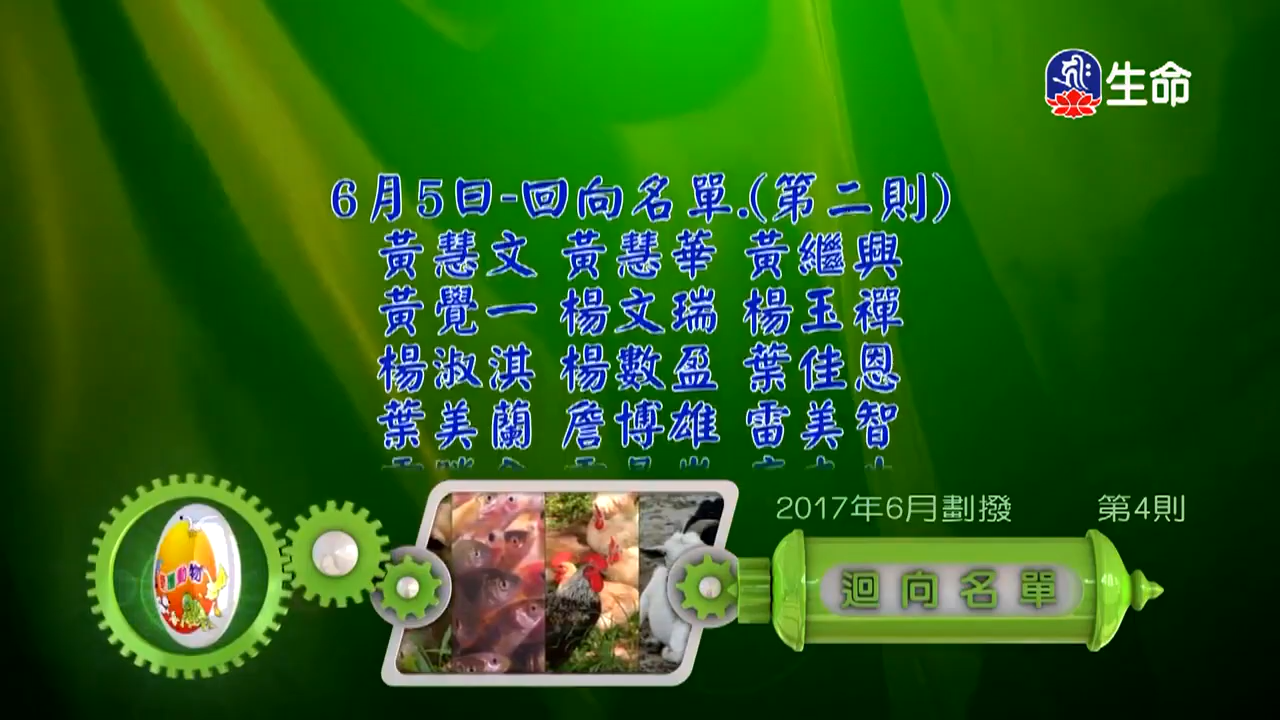 生命
6月5日-回向名單.(第二則)
黃慧文 黃慧華 黃繼興
黃覺一 楊文瑞 楊玉禪
楊淑淇 楊數盈 葉佳恩
葉美蘭 詹博雄 雷美智
2017年6月劃撥 第4則
動物
迴向名單